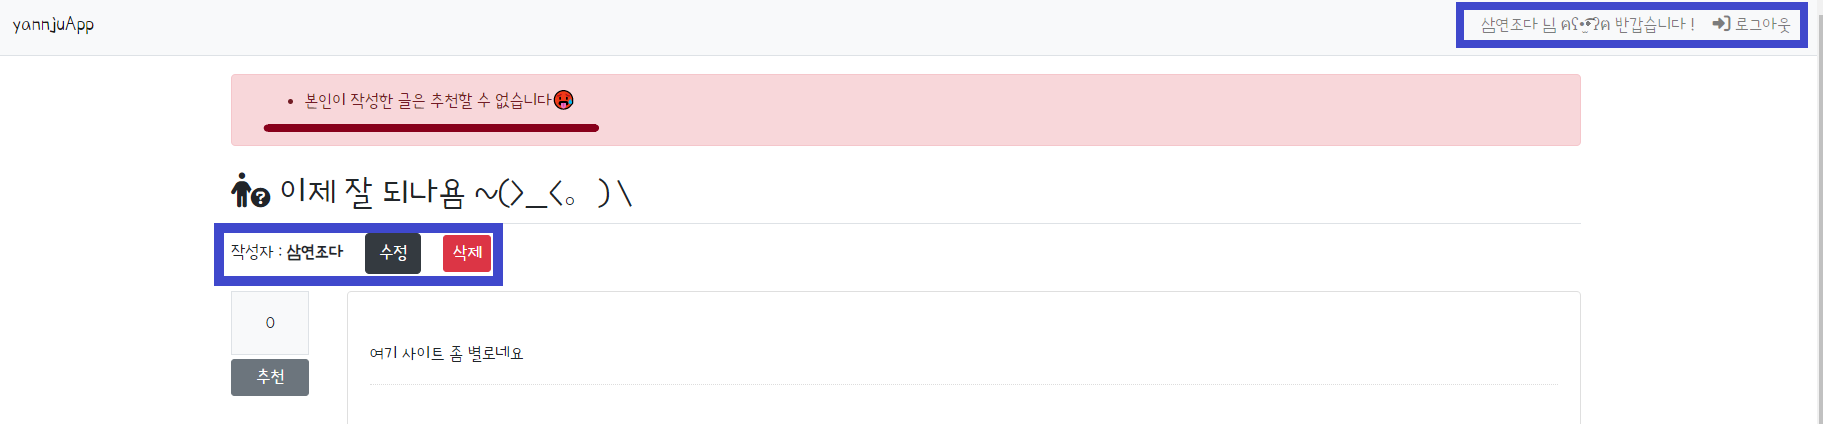 yannjuApp
삼연조다 님 ฅʕ•̫͡•ʔฅ 반갑습니다 ! 로그아웃
본인이 작성한 글은 추천할 수 없습니다🥵
이제 잘 되나욤 ~(>_<。)\
작성자 : 삼연조다 수정 삭제
0
추천
여기 사이트 좀 별로네요